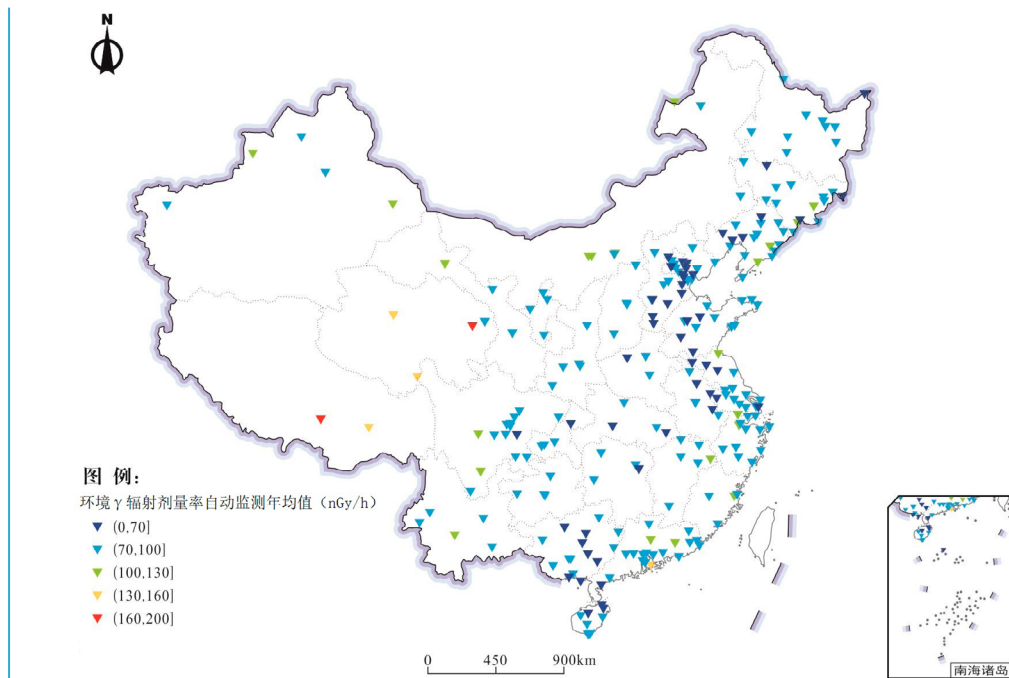 N
图 例:
环境 γ 辐射剂量率自动监测年均值（nGy/h）
(0,70]
(70,100]
(100,130]
(130,160]
(160,200]
0 450 900km
南海诸岛